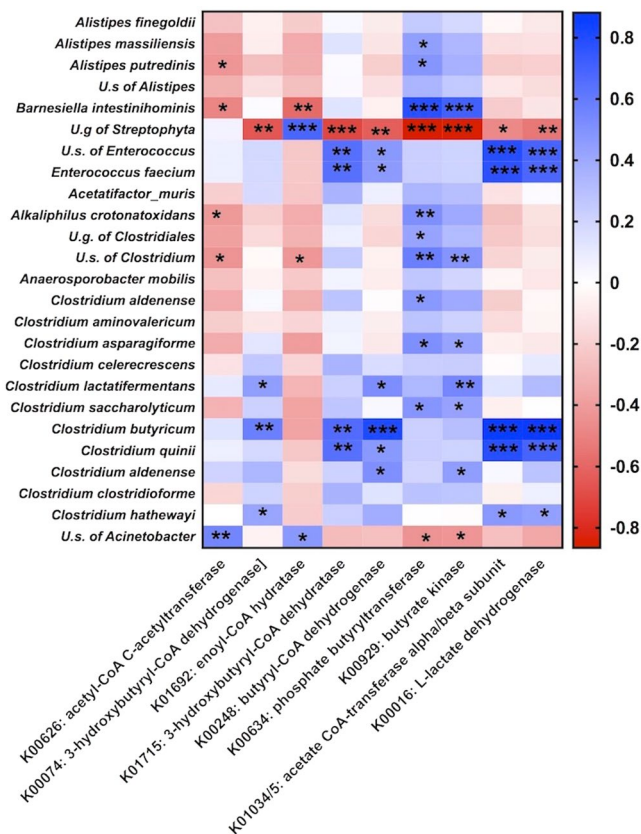 Alistipes finegoldii
Alistipes massiliensis *
Alistipes putredinis * *
U.s of Alistipes
Barnesiella intestinihominis * ** *** ***
U.g of Streptophyta ** *** *** ** *** *** * **
U.s. of Enterococcus ** * *** ***
Enterococcus faecium ** * *** ***
Acetatifactor_muris
Alkaliphilus crotonatoxidans * **
U.g. of Clostridiales *
U.s. of Clostridium * * ** **
Anaerosporobacter mobilis
Clostridium aldenense *
Clostridium aminovalericum
Clostridium asparagiforme * *
Clostridium celerecrescens
Clostridium lactatifermentans * * **
Clostridium saccharolyticum * *
Clostridium butyricum ** ** *** *** ***
Clostridium quinii ** * *** ***
Clostridium aldenense * *
Clostridium clostridioforme
Clostridium hathewayi * * *
U.s. of Acinetobacter ** * * *
0.8
0.6
0.4
0.2
0
-0.2
-0.4
-0.6
-0.8
K00626: acetyl-CoA C-acetyltransferase
K00074: 3-hydroxybutyryl-CoA dehydrogenase]
K01692: enoyl-CoA hydratase
K01715: 3-hydroxybutyryl-CoA dehydratase
K00248: butyryl-CoA dehydrogenase
K00634: phosphate butyryltransferase
K00929: butyrate kinase
K01034/5: acetate CoA-transferase alpha/beta subunit
K00016: L-lactate dehydrogenase